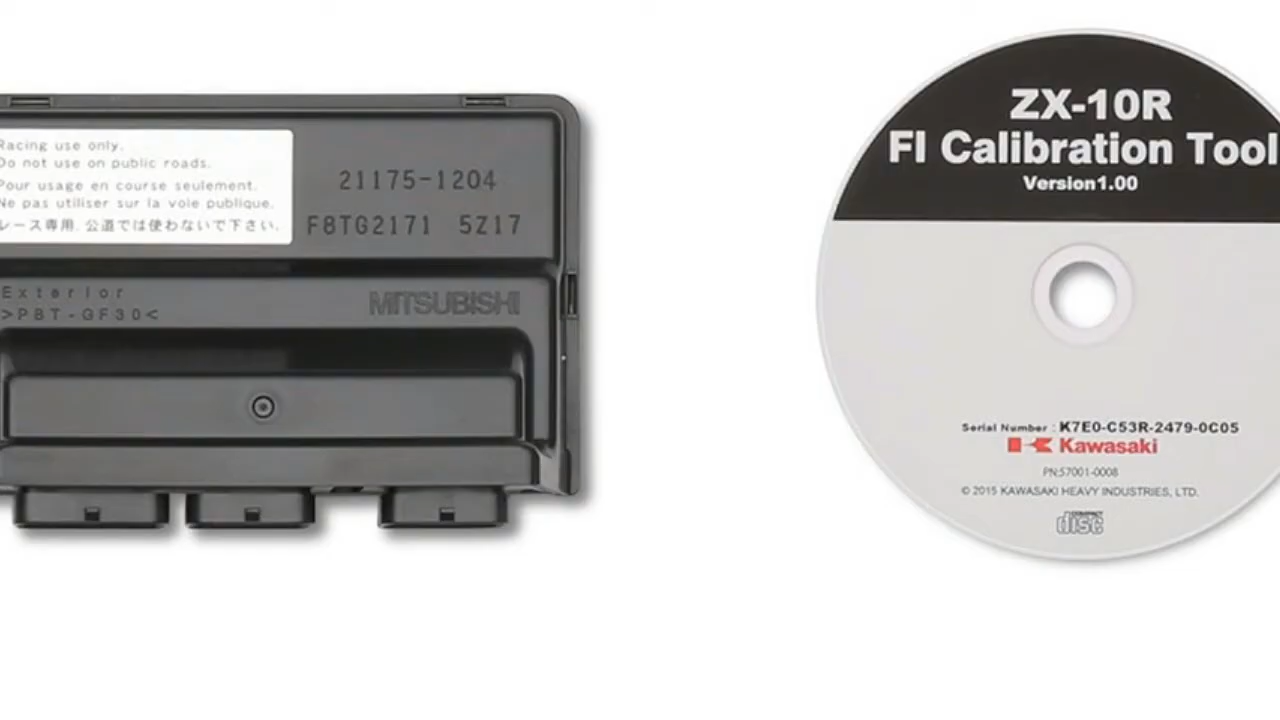 Racing use only.
Do not use on public roads.
Pour usage en course seulement.
Ne pas utiliser sur la voie publique.
レース専用. 公道では使わないで下さい.
21175-1204
F8TG2171 5Z17
Exterior
>PBT-GF30<
MITSUBISHI
ZX-10R
FI Calibration Tool
Version1.00
Serial Number : K7E0-C53R-2479-0C05
Kawasaki
PN:57001-0008
© 2015 KAWASAKI HEAVY INDUSTRIES, LTD.
COMPACT
disc